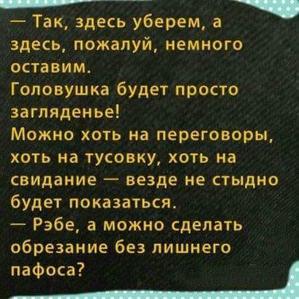 — Так, здесь уберем, а
здесь, пожалуй, немного
оставим.
Головушка будет просто
загляденье!
Можно хоть на переговоры,
хоть на тусовку, хоть на
свидание — везде не стыдно
будет показаться.
— Рэбе, а можно сделать
обрезание без лишнего
пафоса?